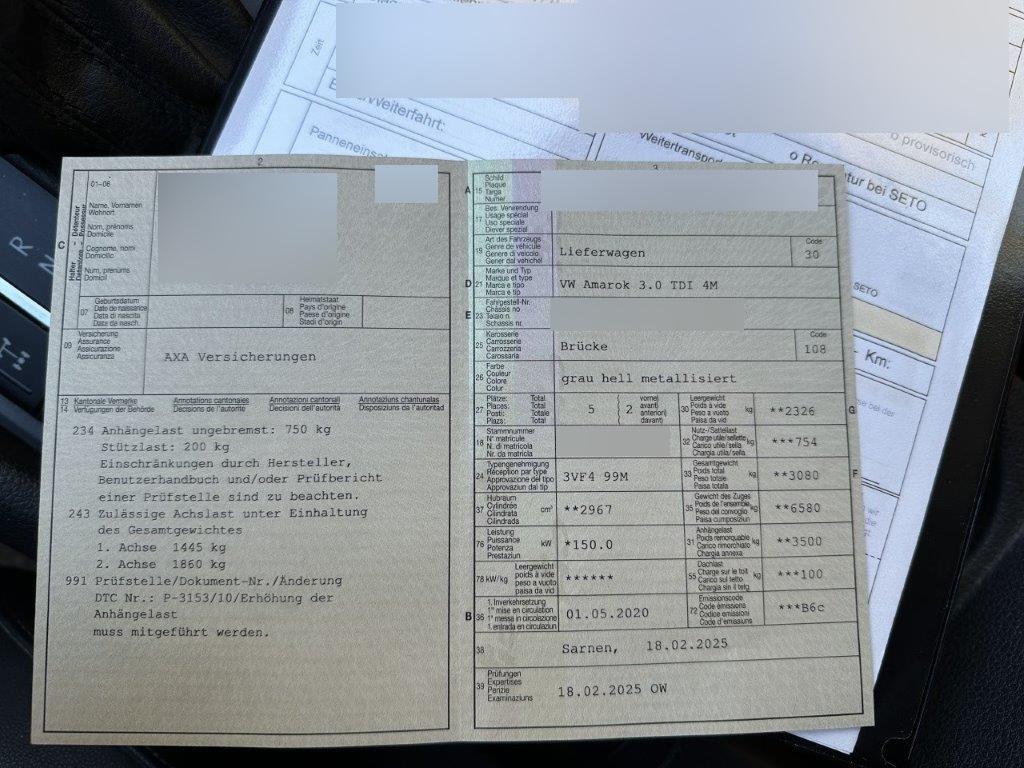 Zeit
/Weiterfahrt:
Panneneinsa
Weitertranspor
o provisorisch
o Re
tur bei SETO
SETO
Km:
2
01-06
C
Halter
Détenteur
Name, Vornamen
Wohnort
Nom, prénoms
Domicile
Cognome, nomi
Domicilio
Num, prenums
Domicil
07
Geburtsdatum
Date de naissance
Data di nascita
Data da nasch.
08
Heimatstaat
Pays d'origine
Paese d'origine
Stadi d'origin
09
Versicherung
Assurance
Assicurazione
Assicuranza
AXA Versicherungen
13 Kantonale Vermerke Annotations cantonales Annotazioni cantonali Annotaziuns chantunalas
14 Verfügungen der Behörde Décisions de l'autorité Decisioni dell'autorità Disposiziuns da l'autoritad
234 Anhängelast ungebremst: 750 kg
Stützlast: 200 kg
Einschränkungen durch Hersteller,
Benutzerhandbuch und/oder Prüfbericht
einer Prüfstelle sind zu beachten.
243 Zulässige Achslast unter Einhaltung
des Gesamtgewichtes
1. Achse 1445 kg
2. Achse 1860 kg
991 Prüfstelle/Dokument-Nr./Änderung
DTC Nr.: P-3153/10/Erhöhung der
Anhängelast
muss mitgeführt werden.
3
A 15
Schild
Plaque
Targa
Numer
17
Bes. Verwendung
Usage spécial
Uso speciale
Diever spezial
19
Art des Fahrzeugs
Genre de véhicule
Genere di veicolo
Gener dal vehichel
Lieferwagen
Code
30
D 21
Marke und Typ
Marque et type
Marca e tipo
Marca e tip
VW Amarok 3.0 TDI 4M
E 23
Fahrgestell-Nr.
Châssis no
Telaio n.
Schassis nr.
25
Karosserie
Carrosserie
Carrozzeria
Carossaria
Brücke
Code
108
26
Farbe
Couleur
Colore
Colur
grau hell metallisiert
27
Plätze: Total
Places: Total
Posti: Totale
Plazs: Total
5
2
vorne)
avant)
anteriori)
davant)
30
Leergewicht
Poids à vide
Peso a vuoto
Paisa da vid
kg
**2326
G
18
Stammnummer
N° matricule
N. di matricola
Nr. da matricla
32
Nutz-/Sattellast
Charge utile/sellette
Carico utile/sella
Chargia utila/sella
kg
***754
24
Typengenehmigung
Réception par type
Approvazione del tipo
Approvaziun dal tip
3VF4 99M
33
Gesamtgewicht
Poids total
Peso totale
Paisa totala
kg
***3080
F
37
Hubraum
Cylindrée
Cilindrata
Cilindrada
cm³
**2967
35
Gewicht des Zuges
Poids de l'ensemble
Peso del convoglio
Paisa cumposiziun
kg
**6580
76
Leistung
Puissance
Potenza
Prestaziun
kW
*150.0
31
Anhängelast
Poids remorquable
Carico rimorchiabile
Chargia annexa
kg
**3500
78 kW/kg
Leergewicht
poids à vide
peso a vuoto
paisa da vid
******
55
Dachlast
Charge sur le toit
Carico sul tetto
Chargia sin il tetg
kg
***100
B 36
1. Inverkehrsetzung
1re mise en circulation
1a messa in circolazione
1. entrada en circulaziun
01.05.2020
72
Emissionscode
Code émissions
Codice emissioni
Code d'emissiuns
***B6c
38
Sarnen, 18.02.2025
39
Prüfungen
Expertises
Perizie
Examinaziuns
18.02.2025 OW
R
N